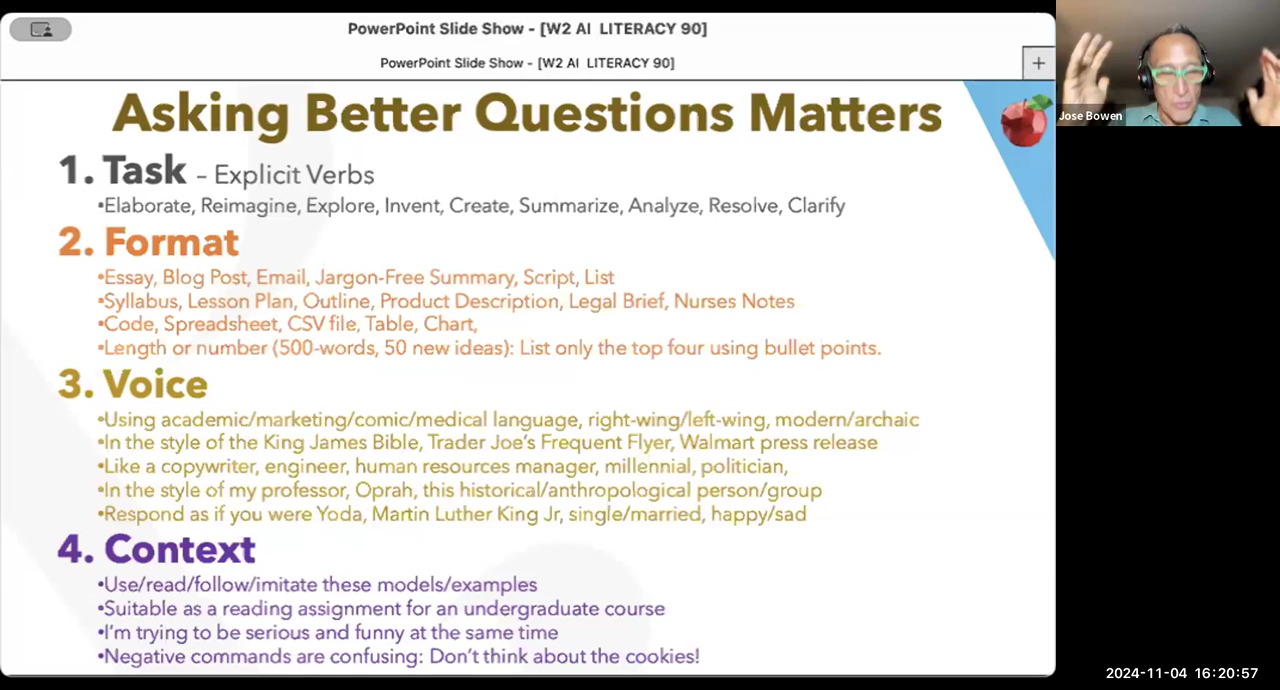 PowerPoint Slide Show - [W2 AI LITERACY 90]
PowerPoint Slide Show - [W2 AI LITERACY 90]
+
Asking Better Questions Matters
1. Task – Explicit Verbs
•Elaborate, Reimagine, Explore, Invent, Create, Summarize, Analyze, Resolve, Clarify
2. Format
•Essay, Blog Post, Email, Jargon-Free Summary, Script, List
•Syllabus, Lesson Plan, Outline, Product Description, Legal Brief, Nurses Notes
•Code, Spreadsheet, CSV file, Table, Chart,
•Length or number (500-words, 50 new ideas): List only the top four using bullet points.
3. Voice
•Using academic/marketing/comic/medical language, right-wing/left-wing, modern/archaic
•In the style of the King James Bible, Trader Joe's Frequent Flyer, Walmart press release
•Like a copywriter, engineer, human resources manager, millennial, politician,
•In the style of my professor, Oprah, this historical/anthropological person/group
•Respond as if you were Yoda, Martin Luther King Jr, single/married, happy/sad
4. Context
•Use/read/follow/imitate these models/examples
•Suitable as a reading assignment for an undergraduate course
•I'm trying to be serious and funny at the same time
•Negative commands are confusing: Don't think about the cookies!
Jose Bowen
2024-11-04 16:20:57